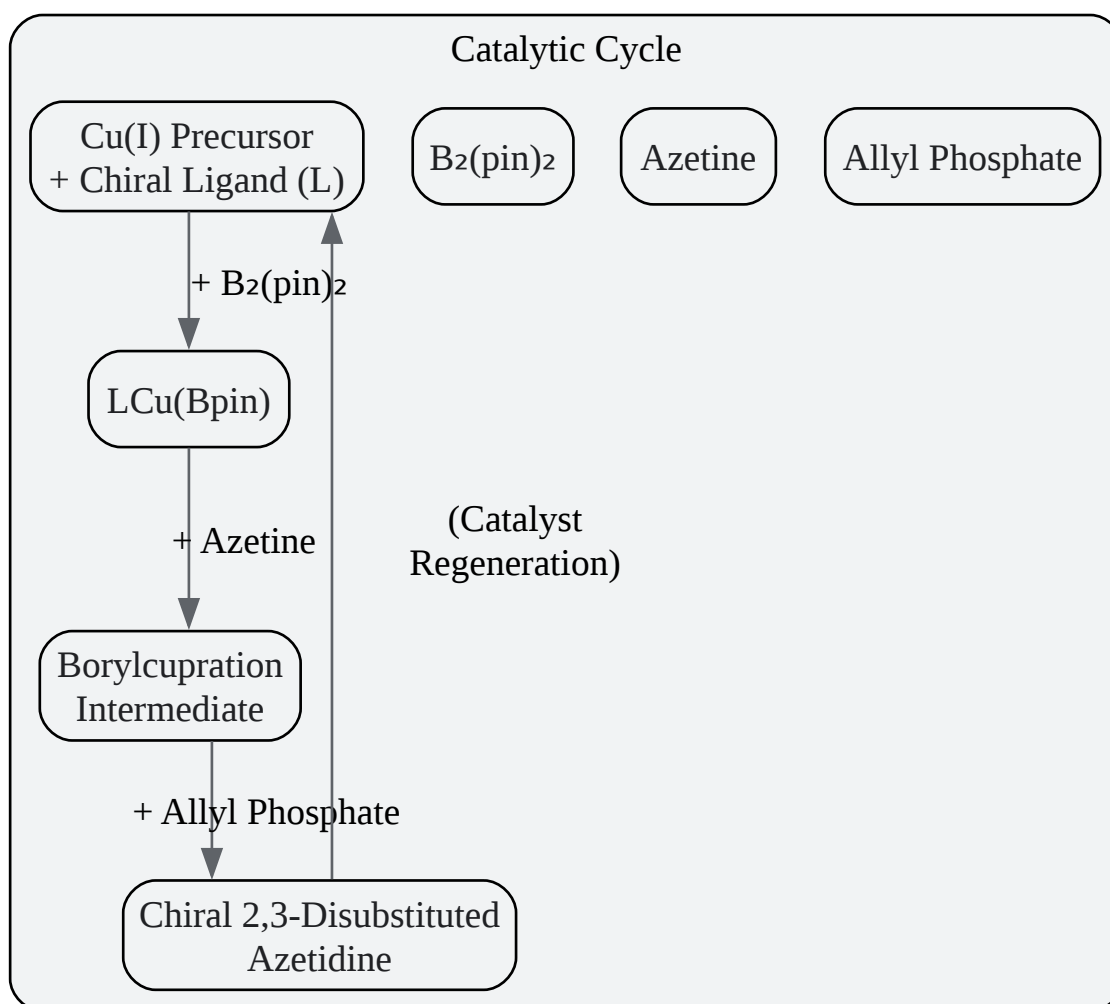 Catalytic Cycle
Cu(I) Precursor
+ Chiral Ligand (L)
B₂(pin)₂
Azetine
Allyl Phosphate
+ B₂(pin)₂
LCu(Bpin)
+ Azetine
(Catalyst
Regeneration)
Borylcupration
Intermediate
+ Allyl Phosphate
Chiral 2,3-Disubstituted
Azetidine